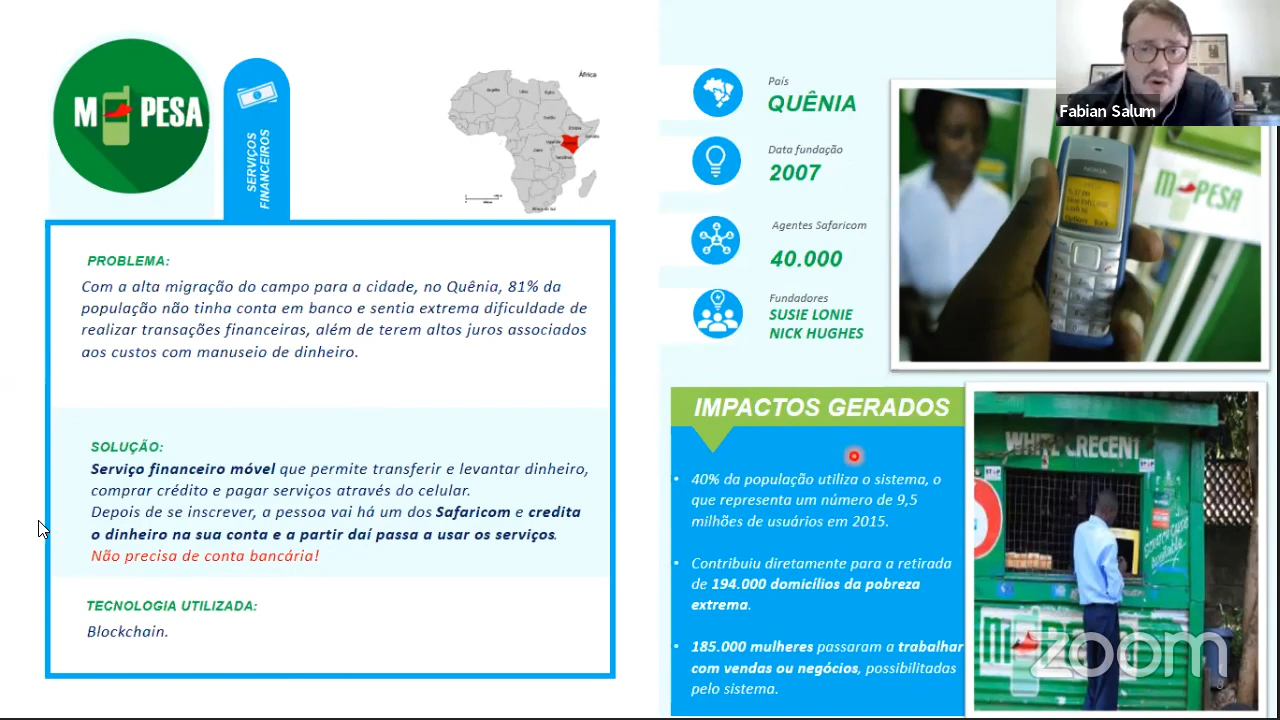 M PESA
SERVIÇOS
FINANCEIROS
África
País
QUÊNIA
Data fundação
2007
Agentes Safaricom
40.000
Fundadores
SUSIE LONIE
NICK HUGHES
Fabian Salum
NOKIA
M PESA
PROBLEMA:
Com a alta migração do campo para a cidade, no Quênia, 81% da
população não tinha conta em banco e sentia extrema dificuldade de
realizar transações financeiras, além de terem altos juros associados
aos custos com manuseio de dinheiro.
SOLUÇÃO:
Serviço financeiro móvel que permite transferir e levantar dinheiro,
comprar crédito e pagar serviços através do celular.
Depois de se inscrever, a pessoa vai há um dos Safaricom e credita
o dinheiro na sua conta e a partir daí passa a usar os serviços.
Não precisa de conta bancária!
TECNOLOGIA UTILIZADA:
Blockchain.
IMPACTOS GERADOS
• 40% da população utiliza o sistema, o
que representa um número de 9,5
milhões de usuários em 2015.
• Contribuiu diretamente para a retirada
de 194.000 domicílios da pobreza
extrema.
• 185.000 mulheres passaram a trabalhar
com vendas ou negócios, possibilitadas
pelo sistema.
WHITE CRECENT
STOP
STOP
zoom